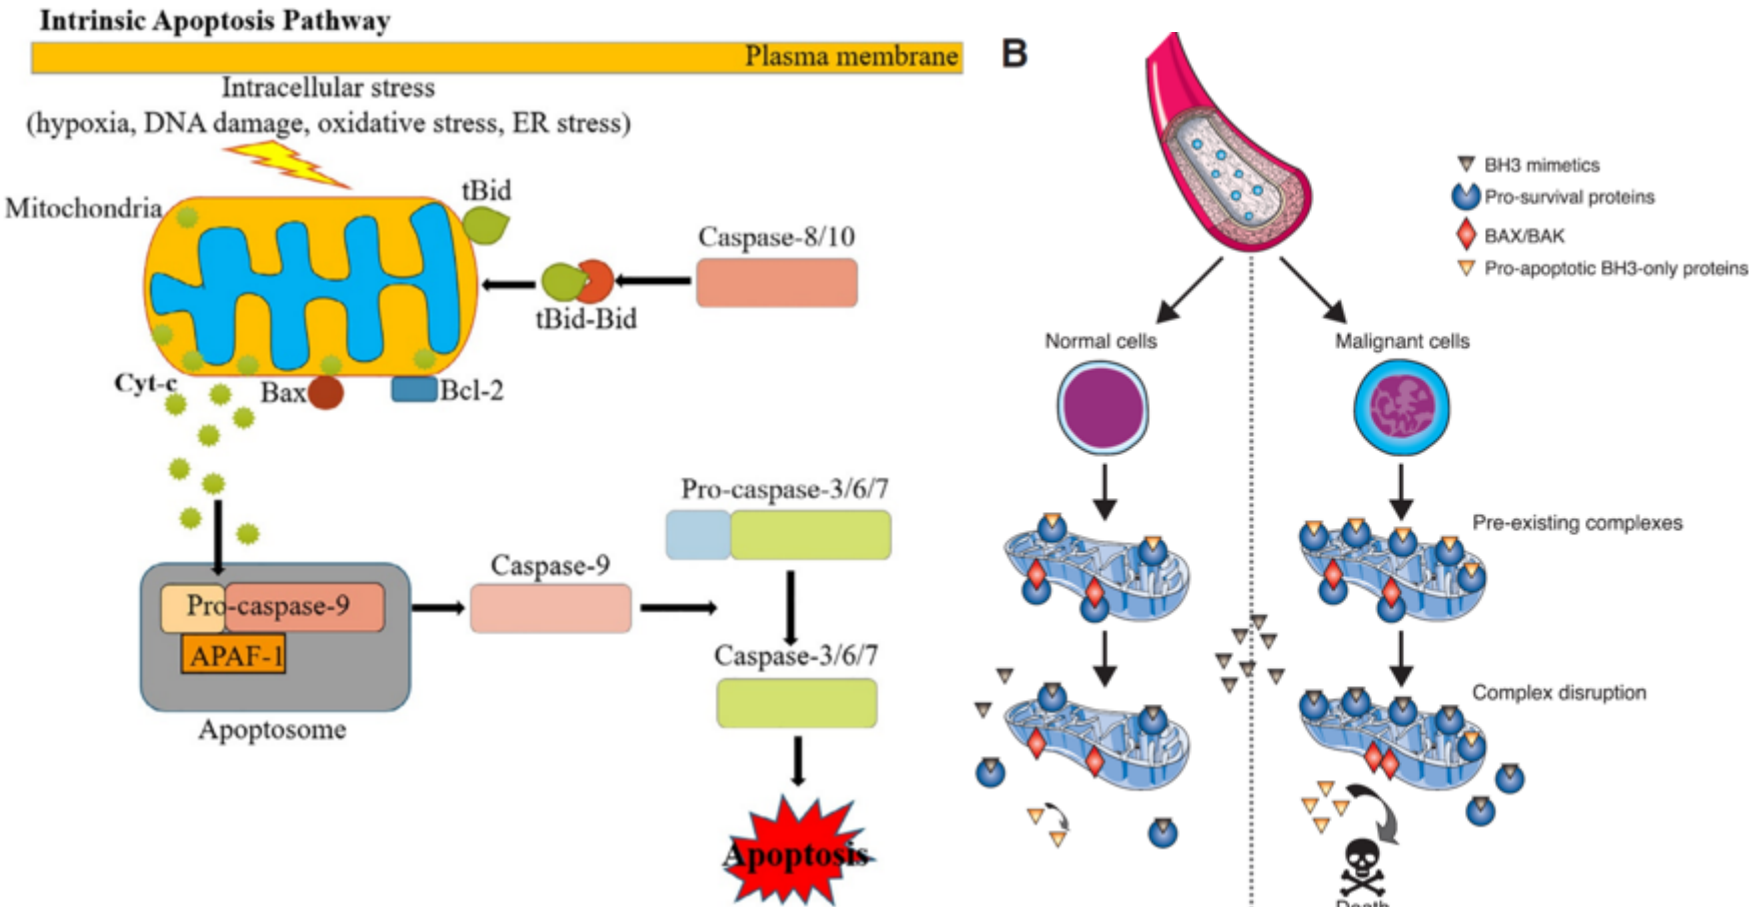 Intrinsic Apoptosis Pathway
Plasma membrane
Intracellular stress
(hypoxia, DNA damage, oxidative stress, ER stress)
Mitochondria
tBid
Caspase-8/10
tBid-Bid
Cyt-c
Bax
Bcl-2
Pro-caspase-3/6/7
Caspase-9
Pro-caspase-9
APAF-1
Caspase-3/6/7
Apoptosome
Apoptosis
B
BH3 mimetics
Pro-survival proteins
BAX/BAK
Pro-apoptotic BH3-only proteins
Normal cells
Malignant cells
Pre-existing complexes
Complex disruption
Death